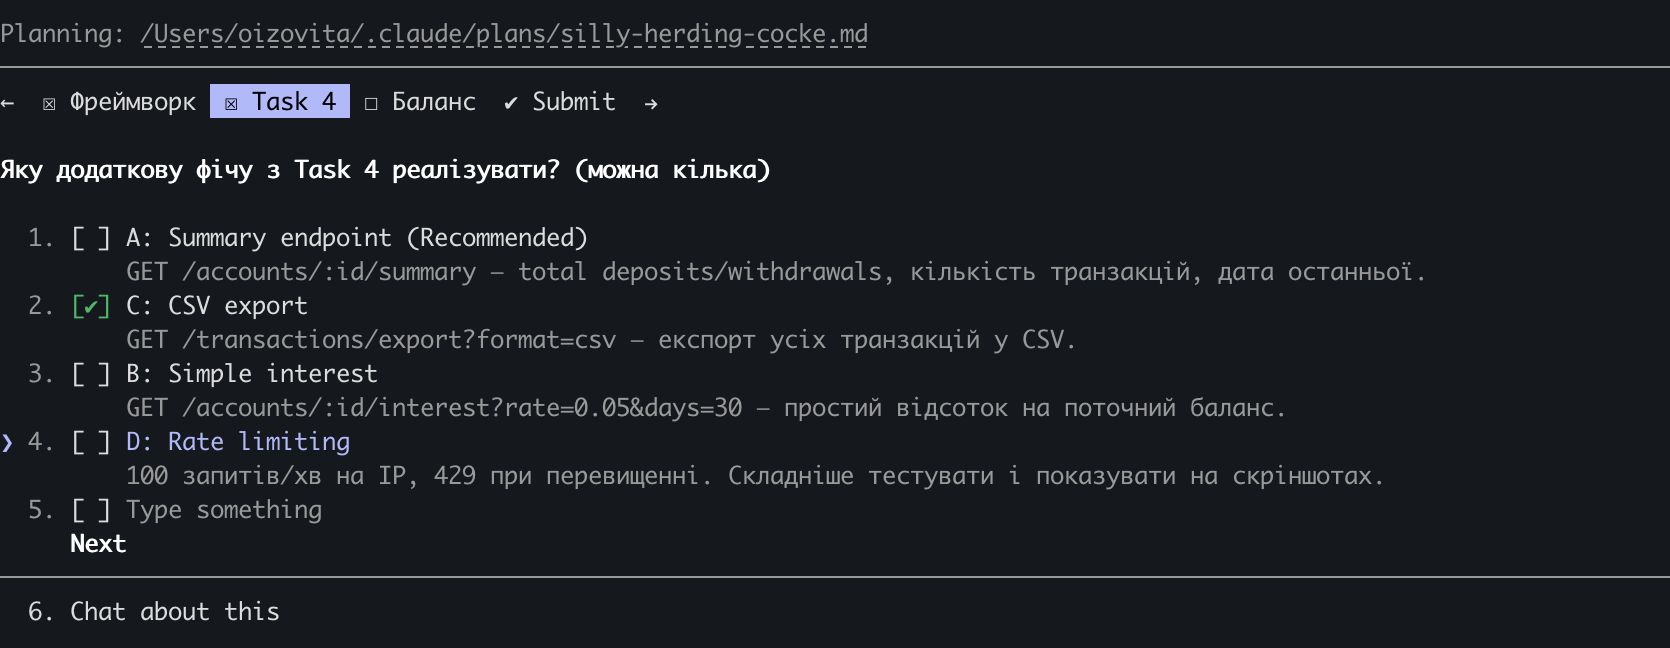 Planning: /Users/oizovita/.claude/plans/silly-herding-cocke.md
← ☒ Фреймворк ☒ Task 4 ☐ Баланс ✔ Submit →
Яку додаткову фічу з Task 4 реалізувати? (можна кілька)
1. [ ] A: Summary endpoint (Recommended)
GET /accounts/:id/summary — total deposits/withdrawals, кількість транзакцій, дата останньої.
2. [✔] C: CSV export
GET /transactions/export?format=csv — експорт усіх транзакцій у CSV.
3. [ ] B: Simple interest
GET /accounts/:id/interest?rate=0.05&days=30 — простий відсоток на поточний баланс.
❯ 4. [ ] D: Rate limiting
100 запитів/хв на IP, 429 при перевищенні. Складніше тестувати і показувати на скріншотах.
5. [ ] Type something
Next
6. Chat about this